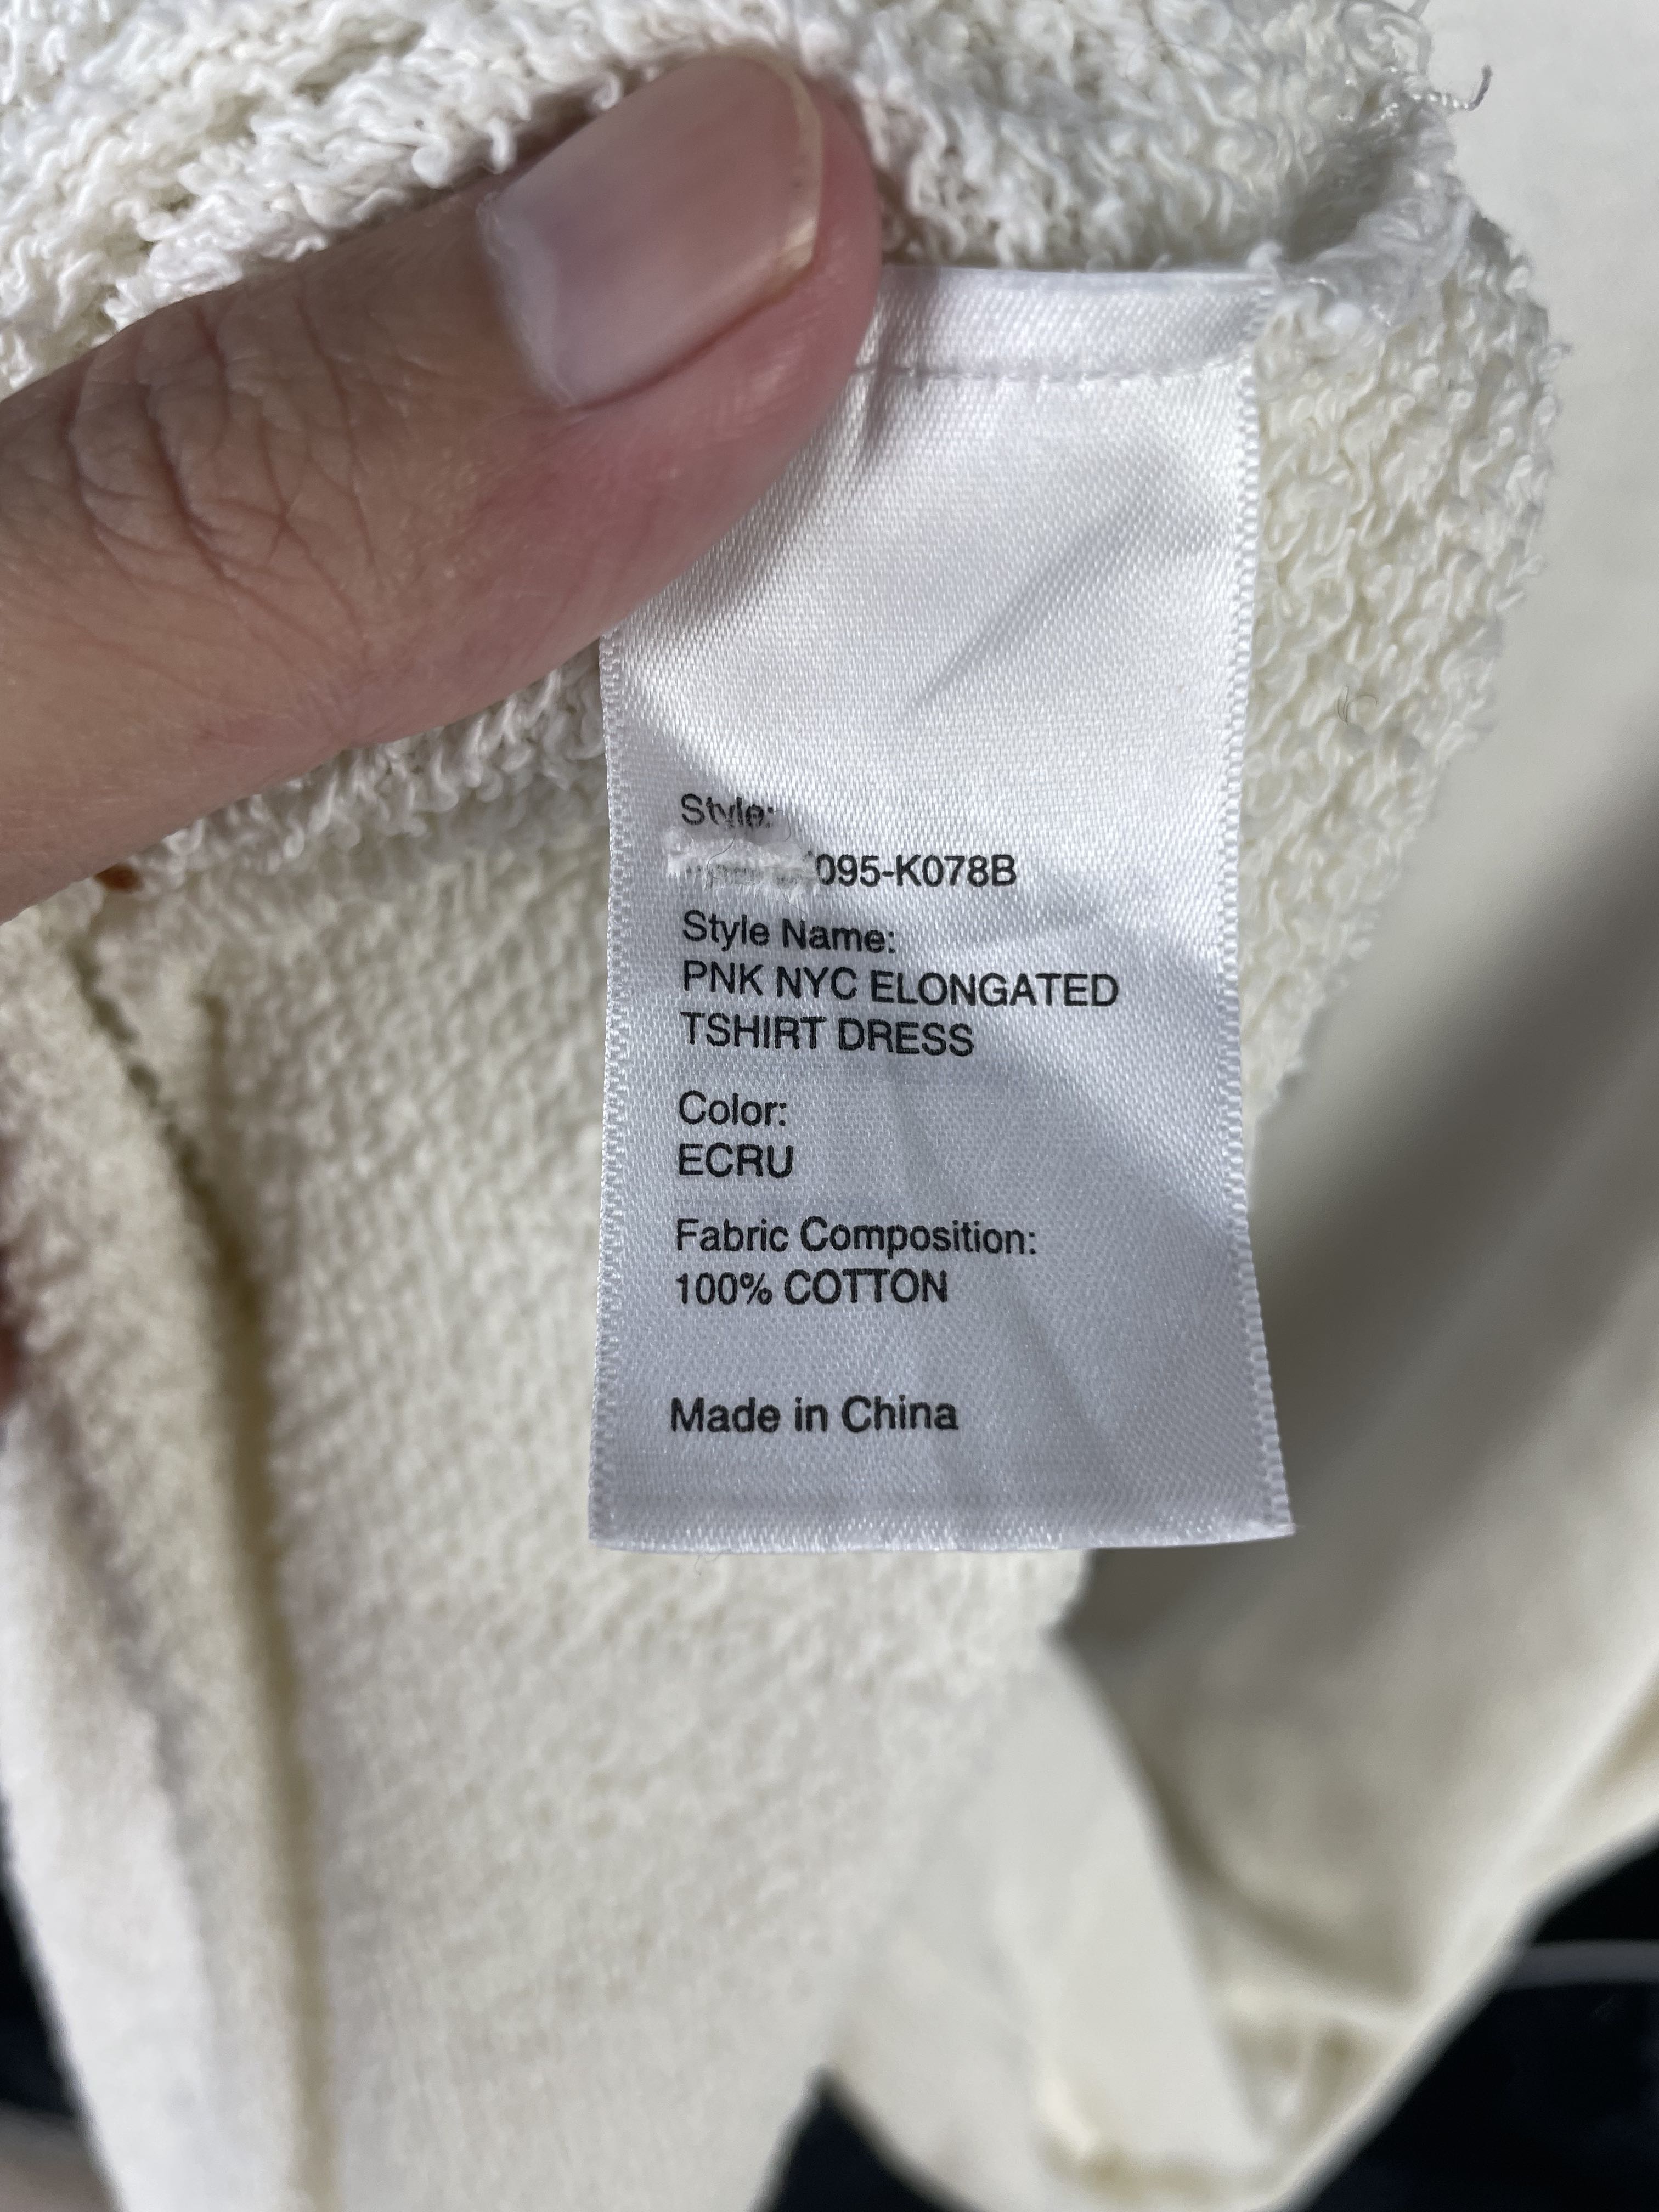 Style:
095-K078B
Style Name:
PNK NYC ELONGATED
TSHIRT DRESS
Color:
ECRU
Fabric Composition:
100% COTTON
Made in China